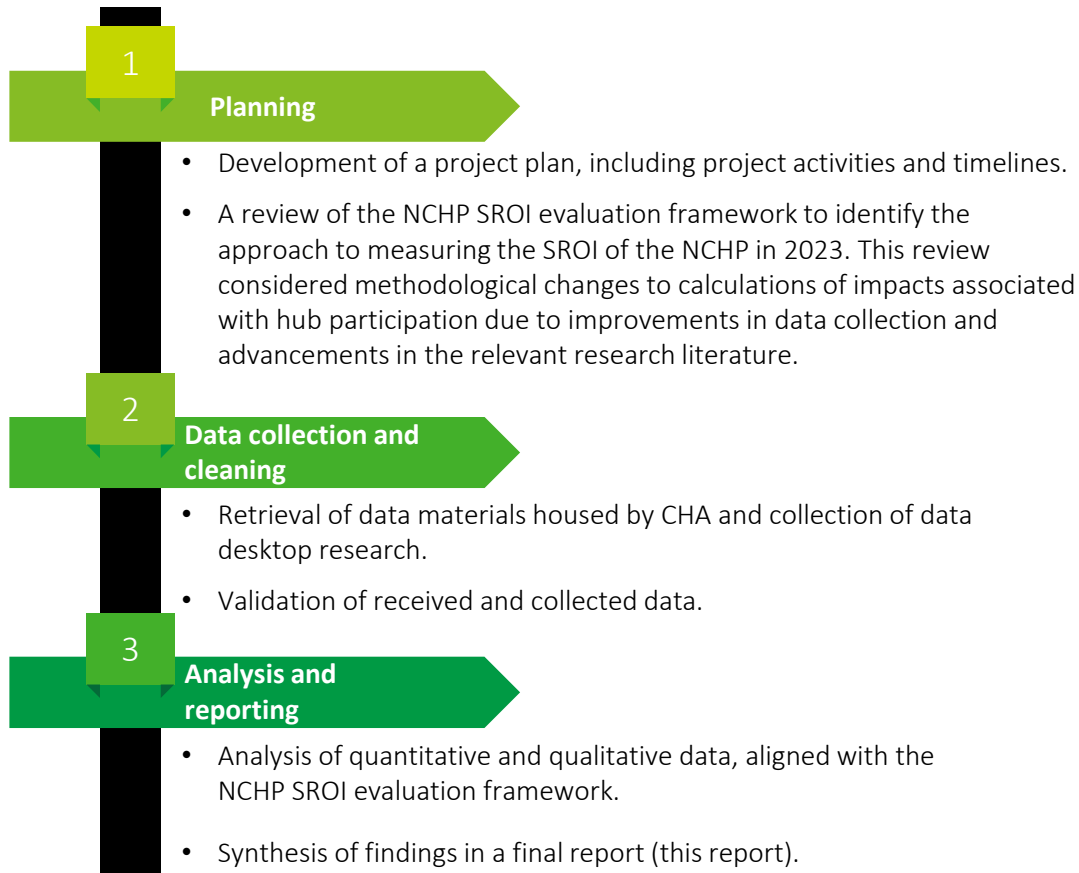 1
Planning
• Development of a project plan, including project activities and timelines.
• A review of the NCHP SROI evaluation framework to identify the
approach to measuring the SROI of the NCHP in 2023. This review
considered methodological changes to calculations of impacts associated
with hub participation due to improvements in data collection and
advancements in the relevant research literature.
2
Data collection and
cleaning
• Retrieval of data materials housed by CHA and collection of data
desktop research.
• Validation of received and collected data.
3
Analysis and
reporting
• Analysis of quantitative and qualitative data, aligned with the
NCHP SROI evaluation framework.
• Synthesis of findings in a final report (this report).